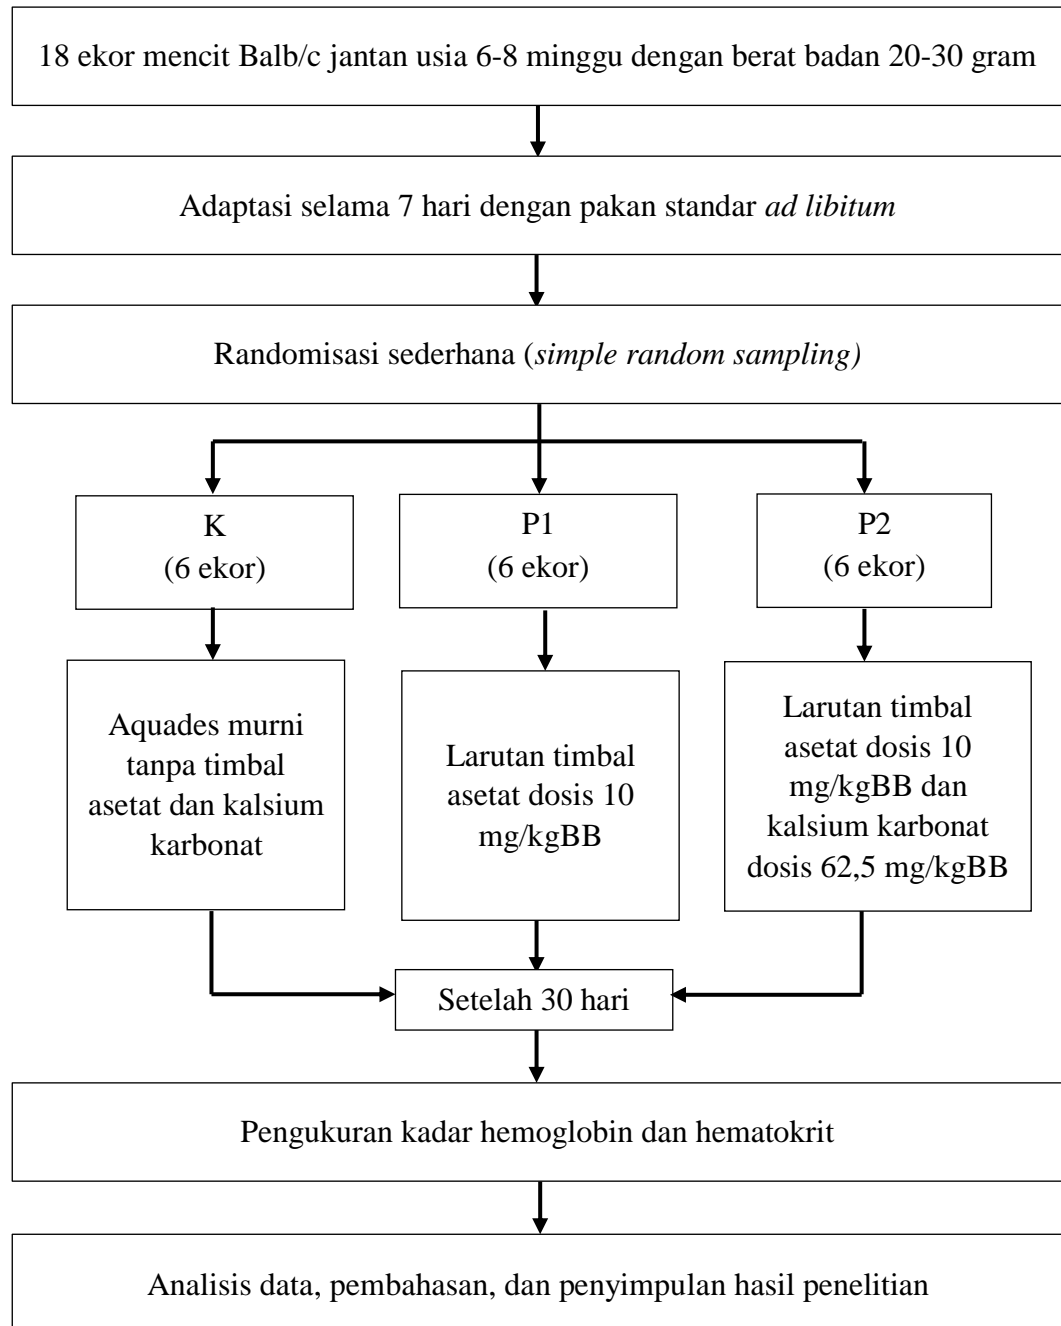 18 ekor mencit Balb/c jantan usia 6-8 minggu dengan berat badan 20-30 gram
Adaptasi selama 7 hari dengan pakan standar ad libitum
Randomisasi sederhana (simple random sampling)
K
(6 ekor)
P1
(6 ekor)
P2
(6 ekor)
Aquades murni
tanpa timbal
asetat dan kalsium
karbonat
Larutan timbal
asetat dosis 10
mg/kgBB
Larutan timbal
asetat dosis 10
mg/kgBB dan
kalsium karbonat
dosis 62,5 mg/kgBB
Setelah 30 hari
Pengukuran kadar hemoglobin dan hematokrit
Analisis data, pembahasan, dan penyimpulan hasil penelitian